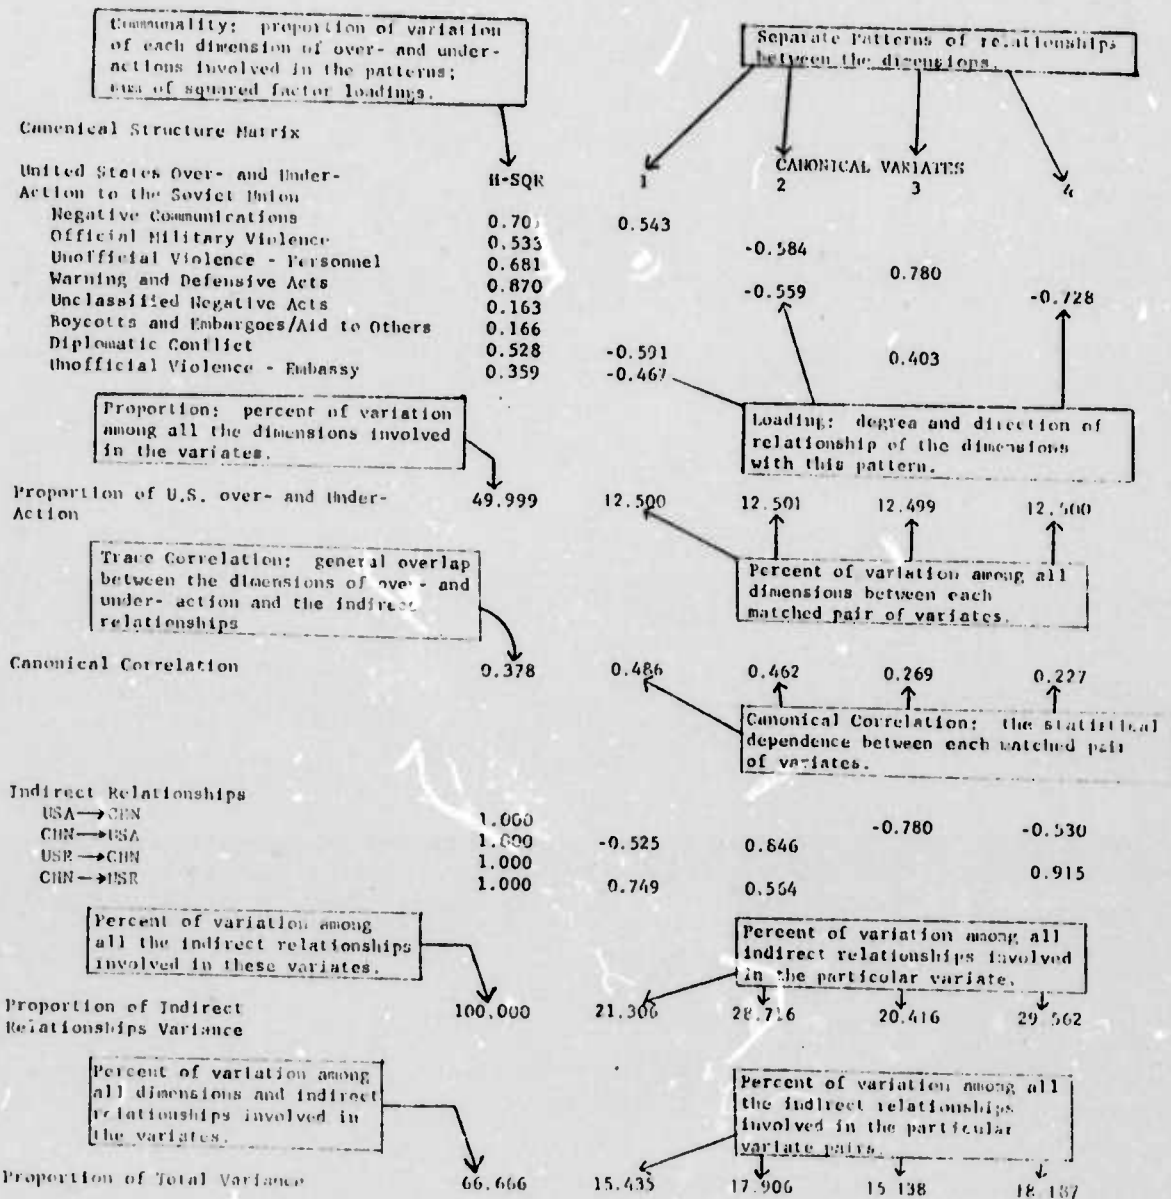 Communality: proportion of variation
of each dimension of over- and under-
actions involved in the patterns;
sum of squared factor loadings.
Separate Patterns of relationships
between the dimensions.
Canonical Structure Matrix
United States Over- and Under-
Action to the Soviet Union
H-SQR
CANONICAL VARIATES
1 2 3 4
Negative Communications 0.70 0.543
Official Military Violence 0.533 -0.584
Unofficial Violence - Personnel 0.681 0.780
Warning and Defensive Acts 0.870 -0.559 -0.728
Unclassified Negative Acts 0.163
Boycotts and Embargoes/Aid to Others 0.166
Diplomatic Conflict 0.528 -0.591 0.403
Unofficial Violence - Embassy 0.359 -0.467
Proportion: percent of variation
among all the dimensions involved
in the variates.
Loading: degree and direction of
relationship of the dimensions
with this pattern.
Proportion of U.S. over- and Under-
Action
49.999 12.500 12.501 12.499 12.500
Trace Correlation: general overlap
between the dimensions of over- and
under- action and the indirect
relationships
Percent of variation among all
dimensions between each
matched pair of variates.
Canonical Correlation 0.378 0.486 0.462 0.269 0.227
Canonical Correlation: the statistical
dependence between each matched pair
of variates.
Indirect Relationships
USA→CHN 1.000 -0.780 -0.530
CHN→USA 1.000 -0.525 0.846
USR→CHN 1.000 0.915
CHN→USR 1.000 0.749 0.564
Percent of variation among
all the indirect relationships
involved in these variates.
Percent of variation among all
indirect relationships involved
in the particular variate.
Proportion of Indirect
Relationships Variance
100.000 21.306 28.716 20.416 29.562
Percent of variation among
all dimensions and indirect
relationships involved in
the variates.
Percent of variation among all
the indirect relationships
involved in the particular
variate pairs.
Proportion of Total Variance 66.666 15.435 17.906 15.138 18.187